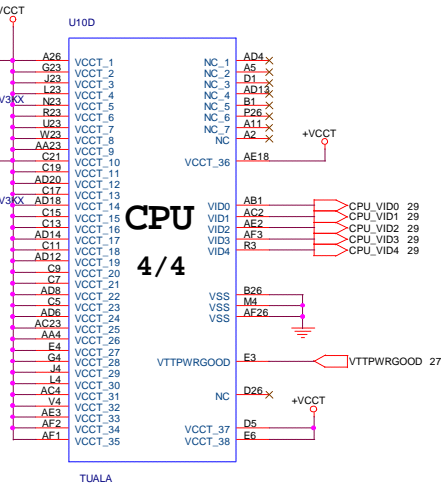 VCCT
U10D
A26 VCCT_1 NC_1 AD4
G23 VCCT_2 NC_2 A5
J23 VCCT_3 NC_3 D1
L23 VCCT_4 NC_4 AD13
V3KX N23 VCCT_5 NC_5 B1
R23 VCCT_6 NC_6 P26
U23 VCCT_7 NC_7 A11
W23 VCCT_8 NC A2 +VCCT
AA23 VCCT_9
C21 VCCT_10 VCCT_36 AE18
C19 VCCT_11
AD20 VCCT_12
C17 VCCT_13
V3KX AD18 VCCT_14 VID0 AB1 CPU_VID0 29
C15 VCCT_15 VID1 AC2 CPU_VID1 29
C13 VCCT_16 VID2 AE2 CPU_VID2 29
AD14 VCCT_17 VID3 AF3 CPU_VID3 29
C11 VCCT_18 VID4 R3 CPU_VID4 29
CPU
AD12 VCCT_19
C9 VCCT_20
4/4
C7 VCCT_21
AD8 VCCT_22 VSS B26
C5 VCCT_23 VSS M4
AD6 VCCT_24 VSS AF26
AC23 VCCT_25
AA4 VCCT_26
E4 VCCT_27
G4 VCCT_28 VTTPWRGOOD E3 VTTPWRGOOD 27
J4 VCCT_29
L4 VCCT_30
AC4 VCCT_31 NC D26
V4 VCCT_32 +VCCT
AE3 VCCT_33
AF2 VCCT_34 VCCT_37 D5
AF1 VCCT_35 VCCT_38 E6
TUALA